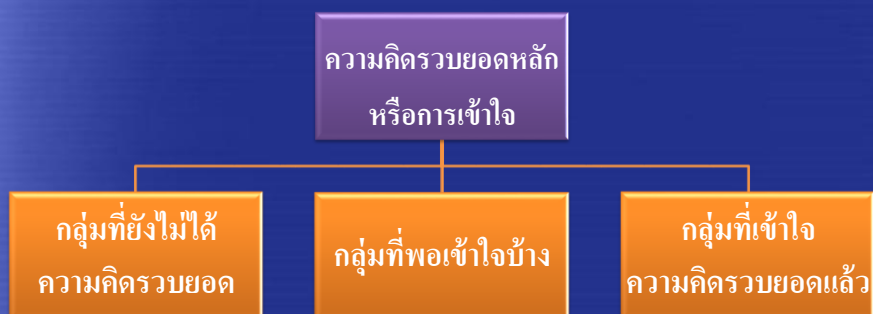 ความคิดรวบยอดหลัก
หรือการเข้าใจ
กลุ่มที่ยังไม่ได้
ความคิดรวบยอด
กลุ่มที่พอเข้าใจบ้าง
กลุ่มที่เข้าใจ
ความคิดรวบยอดแล้ว